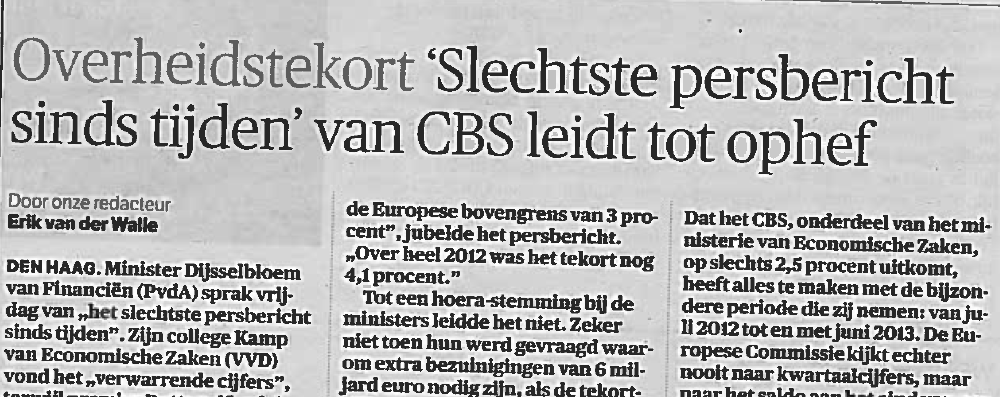 Overheidstekort ‘Slechtste persbericht
sinds tijden’ van CBS leidt tot ophef
Door onze redacteur
Erik van der Walle
DEN HAAG. Minister Dijsselbloem
van Financiën (PvdA) sprak vrij-
dag van „het slechtste persbericht
sinds tijden”. Zijn college Kamp
van Economische Zaken (VVD)
vond het „verwarrende cijfers”,
de Europese bovengrens van 3 pro-
cent”, jubelde het persbericht.
„Over heel 2012 was het tekort nog
4,1 procent.”
Tot een hoera-stemming bij de
ministers leidde het niet. Zeker
niet toen hun werd gevraagd waar-
om extra bezuinigingen van 6 mil-
jard euro nodig zijn, als de tekort-
Dat het CBS, onderdeel van het mi-
nisterie van Economische Zaken,
op slechts 2,5 procent uitkomt,
heeft alles te maken met de bijzon-
dere periode die zij nemen: van ju-
li 2012 tot en met juni 2013. De Eu-
ropese Commissie kijkt echter
nooit naar kwartaalcijfers, maar
naar het saldo aan het